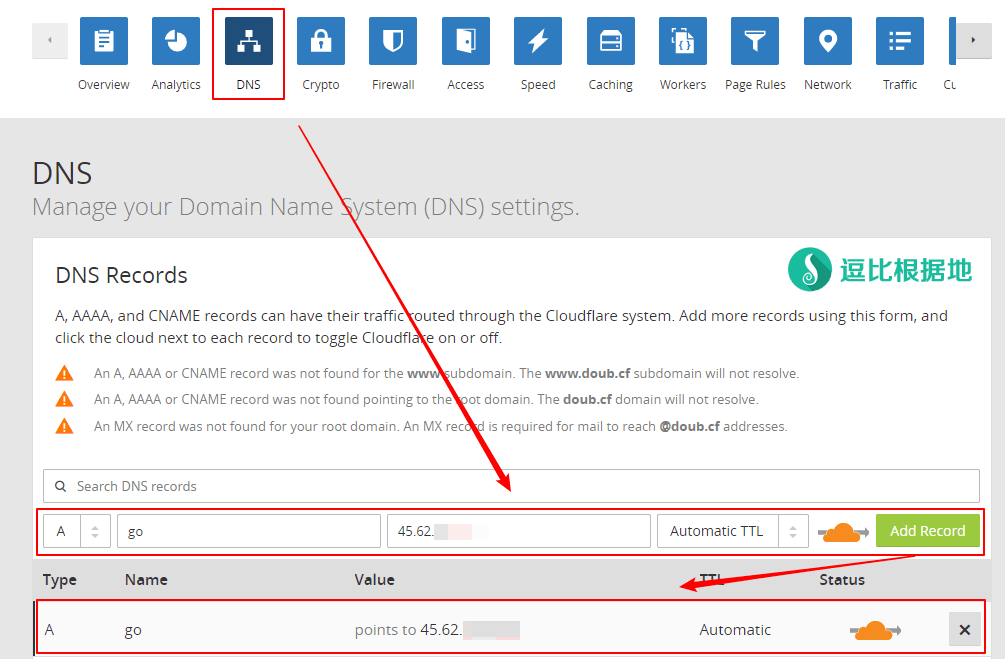 Overview Analytics DNS Crypto Firewall Access Speed Caching Workers Page Rules Network Traffic Cu
DNS
Manage your Domain Name System (DNS) settings.
DNS Records
逗比根据地
A, AAAA, and CNAME records can have their traffic routed through the Cloudflare system. Add more records using this form, and
click the cloud next to each record to toggle Cloudflare on or off.
An A, AAAA or CNAME record was not found for the www subdomain. The www.doub.cf subdomain will not resolve.
An A, AAAA or CNAME record was not found pointing to the root domain. The doub.cf domain will not resolve.
An MX record was not found for your root domain. An MX record is required for mail to reach @doub.cf addresses.
Search DNS records
A go 45.62. Automatic TTL Add Record
Type Name Value TTL Status
A go points to 45.62. Automatic